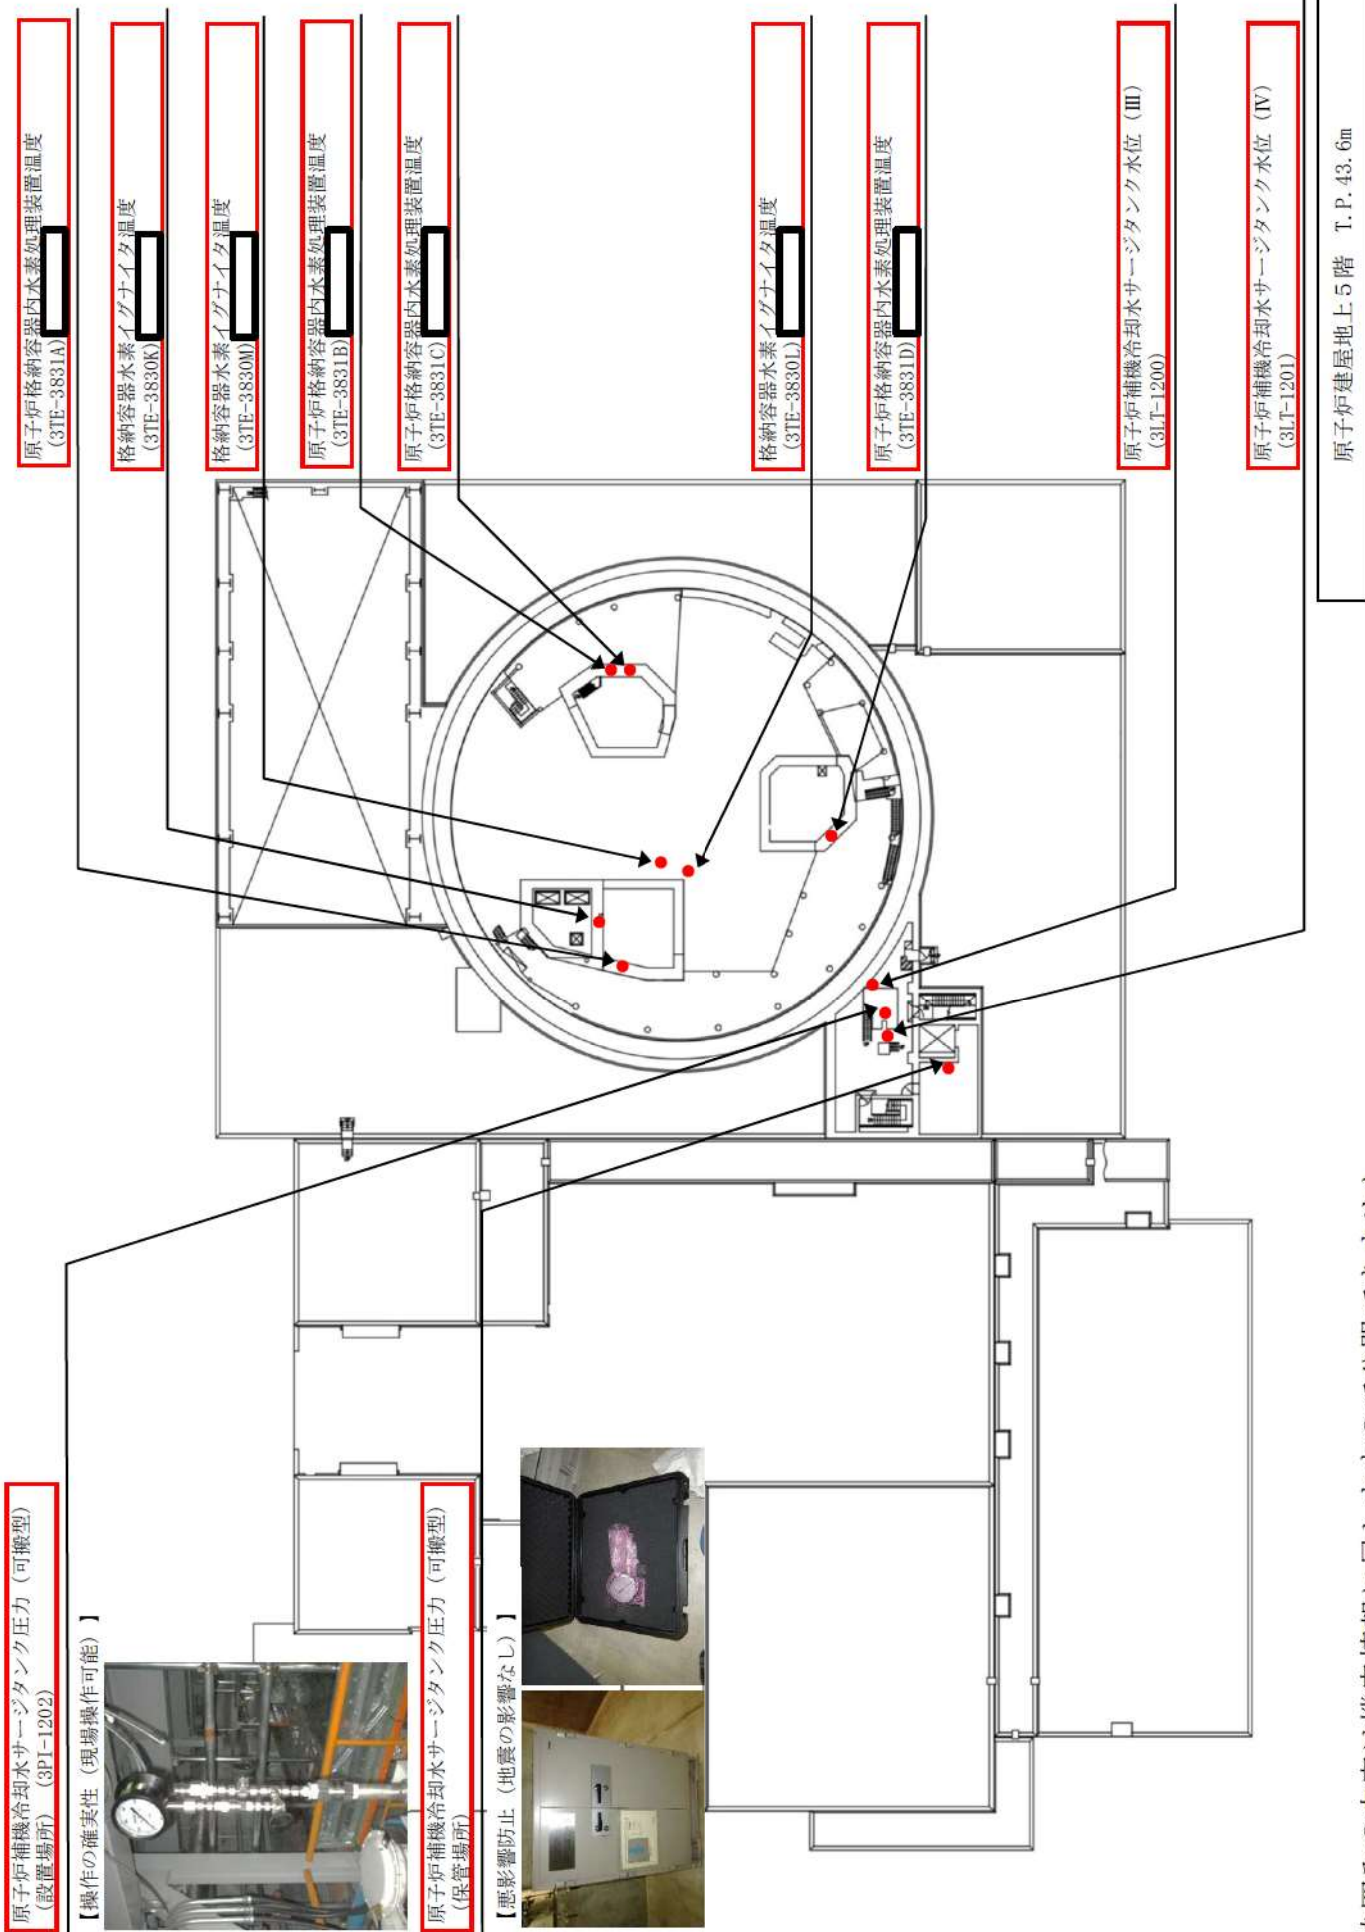 原子炉補機冷却水サージタンク圧力（可搬型）
（設置場所）（3PI-1202）
【操作の確実性（現場操作可能）】
原子炉補機冷却水サージタンク圧力（可搬型）
（保管場所）
【悪影響防止（地震の影響なし）】
原子炉格納容器内水素処理装置温度
(3TE-3831A)
格納容器水素イグナイタ温度
(3TE-3830K)
格納容器水素イグナイタ温度
(3TE-3830M)
原子炉格納容器内水素処理装置温度
(3TE-3831B)
原子炉格納容器内水素処理装置温度
(3TE-3831C)
格納容器水素イグナイタ温度
(3TE-3830L)
原子炉格納容器内水素処理装置温度
(3TE-3831D)
原子炉補機冷却水サージタンク水位（Ⅲ）
(3LT-1200)
原子炉補機冷却水サージタンク水位（Ⅳ）
(3LT-1201)
原子炉建屋地上５階　T.P.43.6m